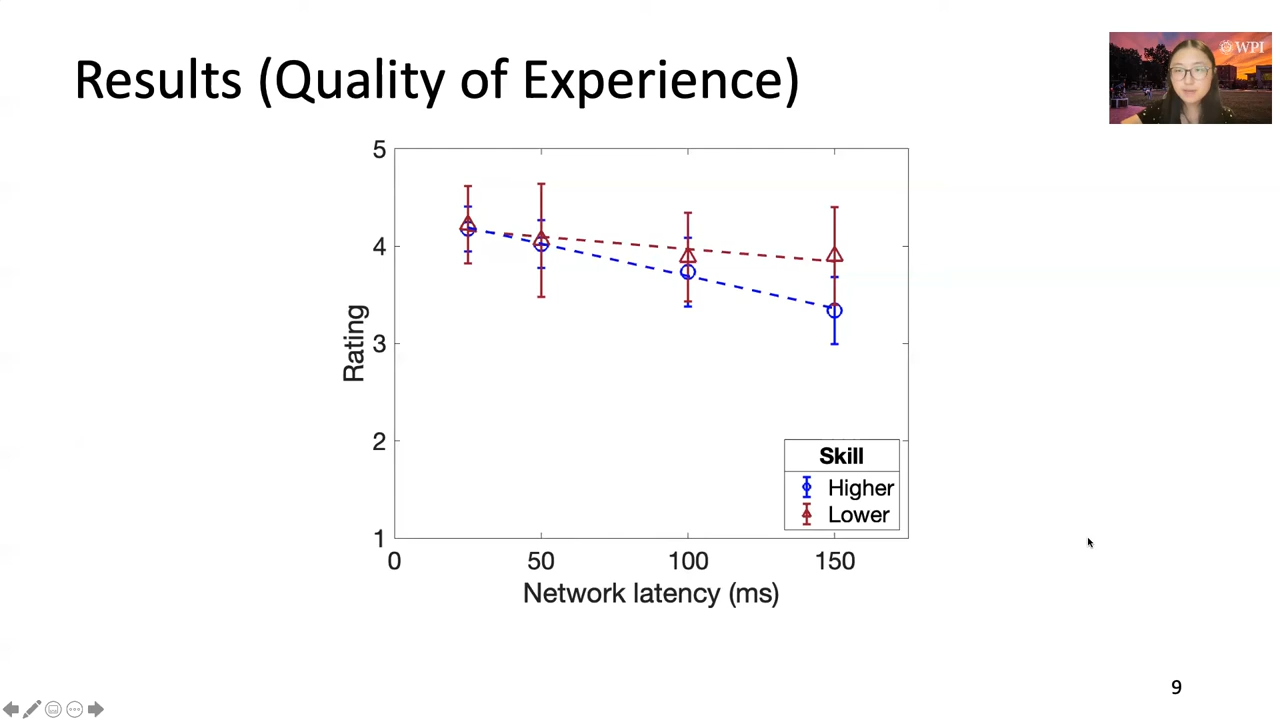 Results (Quality of Experience)
WPI
5
4
3
2
1
Rating
0 50 100 150
Network latency (ms)
Skill
Higher
Lower
9